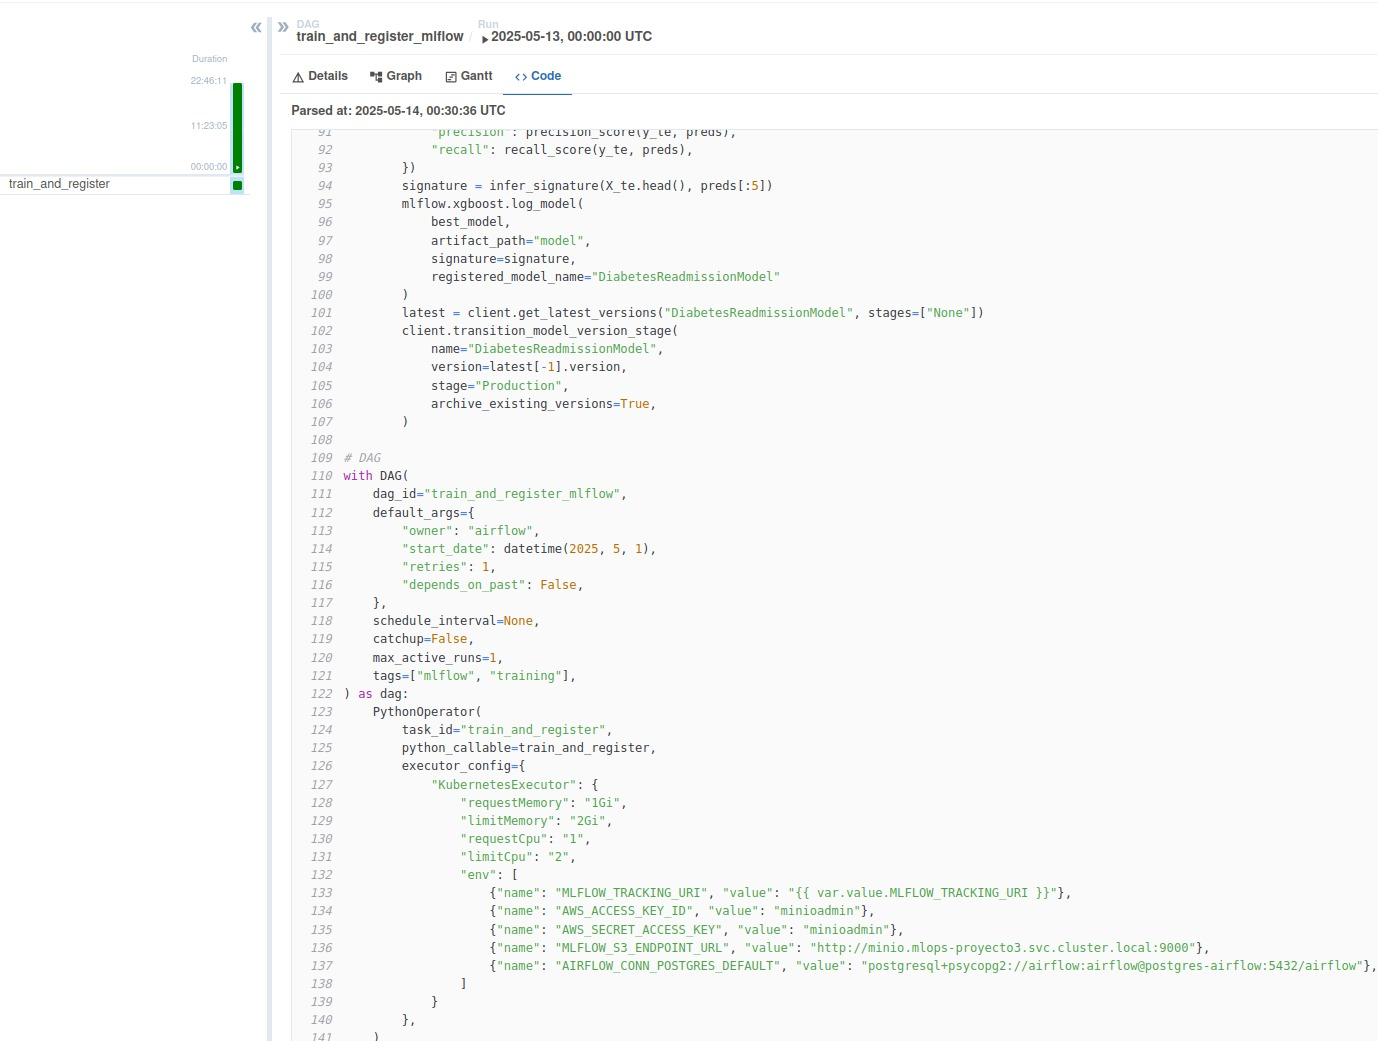 « » DAG Run
train_and_register_mlflow / 2025-05-13, 00:00:00 UTC
Duration
22:46:11
11:23:05
00:00:00
train_and_register
Details Graph Gantt <> Code
Parsed at: 2025-05-14, 00:30:36 UTC
91 "precision": precision_score(y_te, preds),
92 "recall": recall_score(y_te, preds),
93 })
94 signature = infer_signature(X_te.head(), preds[:5])
95 mlflow.xgboost.log_model(
96 best_model,
97 artifact_path="model",
98 signature=signature,
99 registered_model_name="DiabetesReadmissionModel"
100 )
101 latest = client.get_latest_versions("DiabetesReadmissionModel", stages=["None"])
102 client.transition_model_version_stage(
103 name="DiabetesReadmissionModel",
104 version=latest[-1].version,
105 stage="Production",
106 archive_existing_versions=True,
107 )
108
109 # DAG
110 with DAG(
111 dag_id="train_and_register_mlflow",
112 default_args={
113 "owner": "airflow",
114 "start_date": datetime(2025, 5, 1),
115 "retries": 1,
116 "depends_on_past": False,
117 },
118 schedule_interval=None,
119 catchup=False,
120 max_active_runs=1,
121 tags=["mlflow", "training"],
122 ) as dag:
123 PythonOperator(
124 task_id="train_and_register",
125 python_callable=train_and_register,
126 executor_config={
127 "KubernetesExecutor": {
128 "requestMemory": "1Gi",
129 "limitMemory": "2Gi",
130 "requestCpu": "1",
131 "limitCpu": "2",
132 "env": [
133 {"name": "MLFLOW_TRACKING_URI", "value": "{{ var.value.MLFLOW_TRACKING_URI }}"},
134 {"name": "AWS_ACCESS_KEY_ID", "value": "minioadmin"},
135 {"name": "AWS_SECRET_ACCESS_KEY", "value": "minioadmin"},
136 {"name": "MLFLOW_S3_ENDPOINT_URL", "value": "http://minio.mlops-proyecto3.svc.cluster.local:9000"},
137 {"name": "AIRFLOW_CONN_POSTGRES_DEFAULT", "value": "postgresql+psycopg2://airflow:airflow@postgres-airflow:5432/airflow"},
138 ]
139 }
140 },
141 )